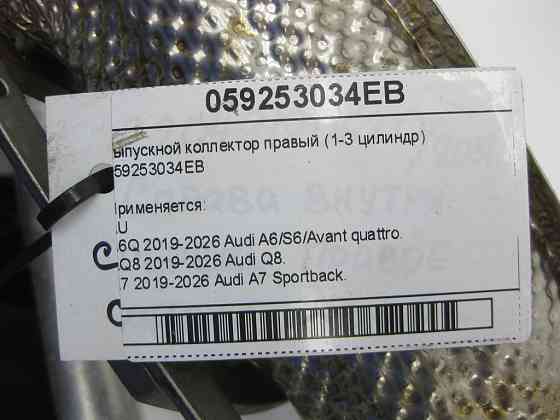 059253034EB
ыпускной коллектор правый (1-3 цилиндр)
59253034EB
рименяется:
U
6Q 2019-2026 Audi A6/S6/Avant quattro.
Q8 2019-2026 Audi Q8.
7 2019-2026 Audi A7 Sportback.